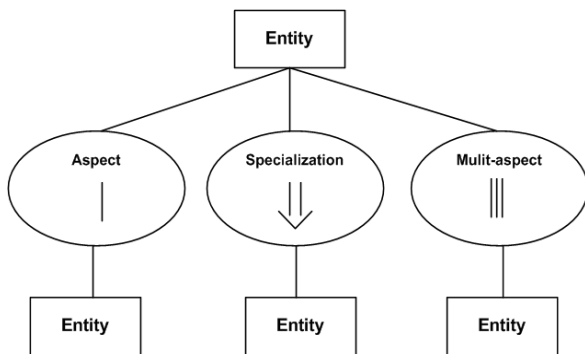 Entity
Aspect
Specialization
Mulit-aspect
Entity
Entity
Entity